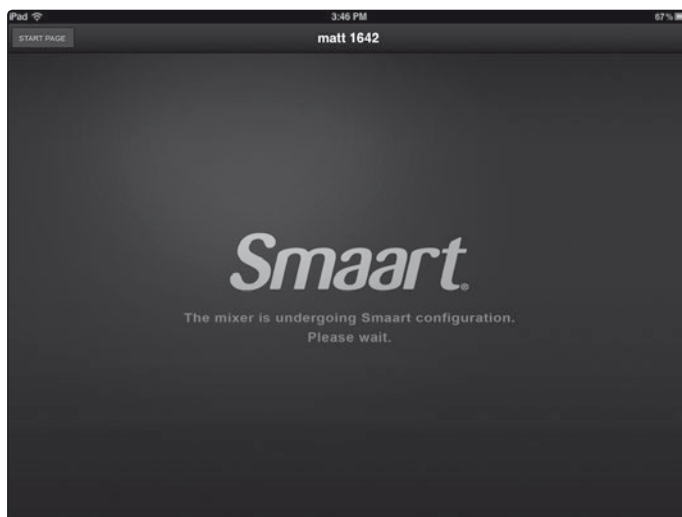 iPad 3:46 PM 67%
START PAGE matt 1642
Smaart®
The mixer is undergoing Smaart configuration.
Please wait.